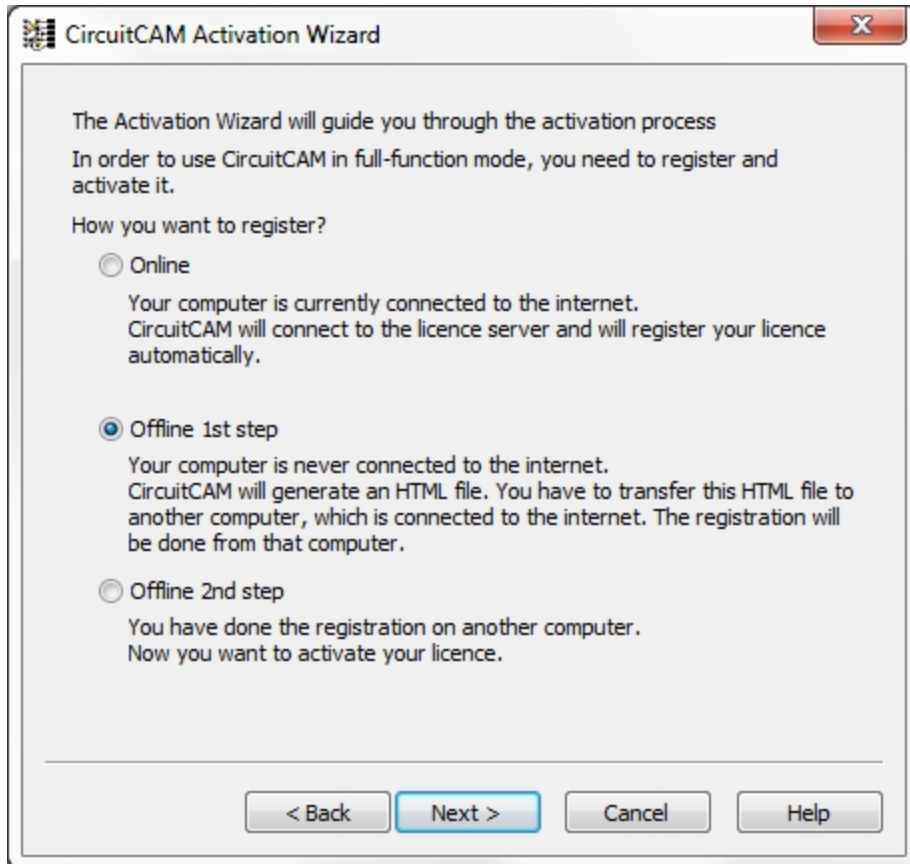 CircuitCAM Activation Wizard
The Activation Wizard will guide you through the activation process
In order to use CircuitCAM in full-function mode, you need to register and
activate it.
How you want to register?
Online
Your computer is currently connected to the internet.
CircuitCAM will connect to the licence server and will register your licence
automatically.
Offline 1st step
Your computer is never connected to the internet.
CircuitCAM will generate an HTML file. You have to transfer this HTML file to
another computer, which is connected to the internet. The registration will
be done from that computer.
Offline 2nd step
You have done the registration on another computer.
Now you want to activate your licence.
< Back Next > Cancel Help